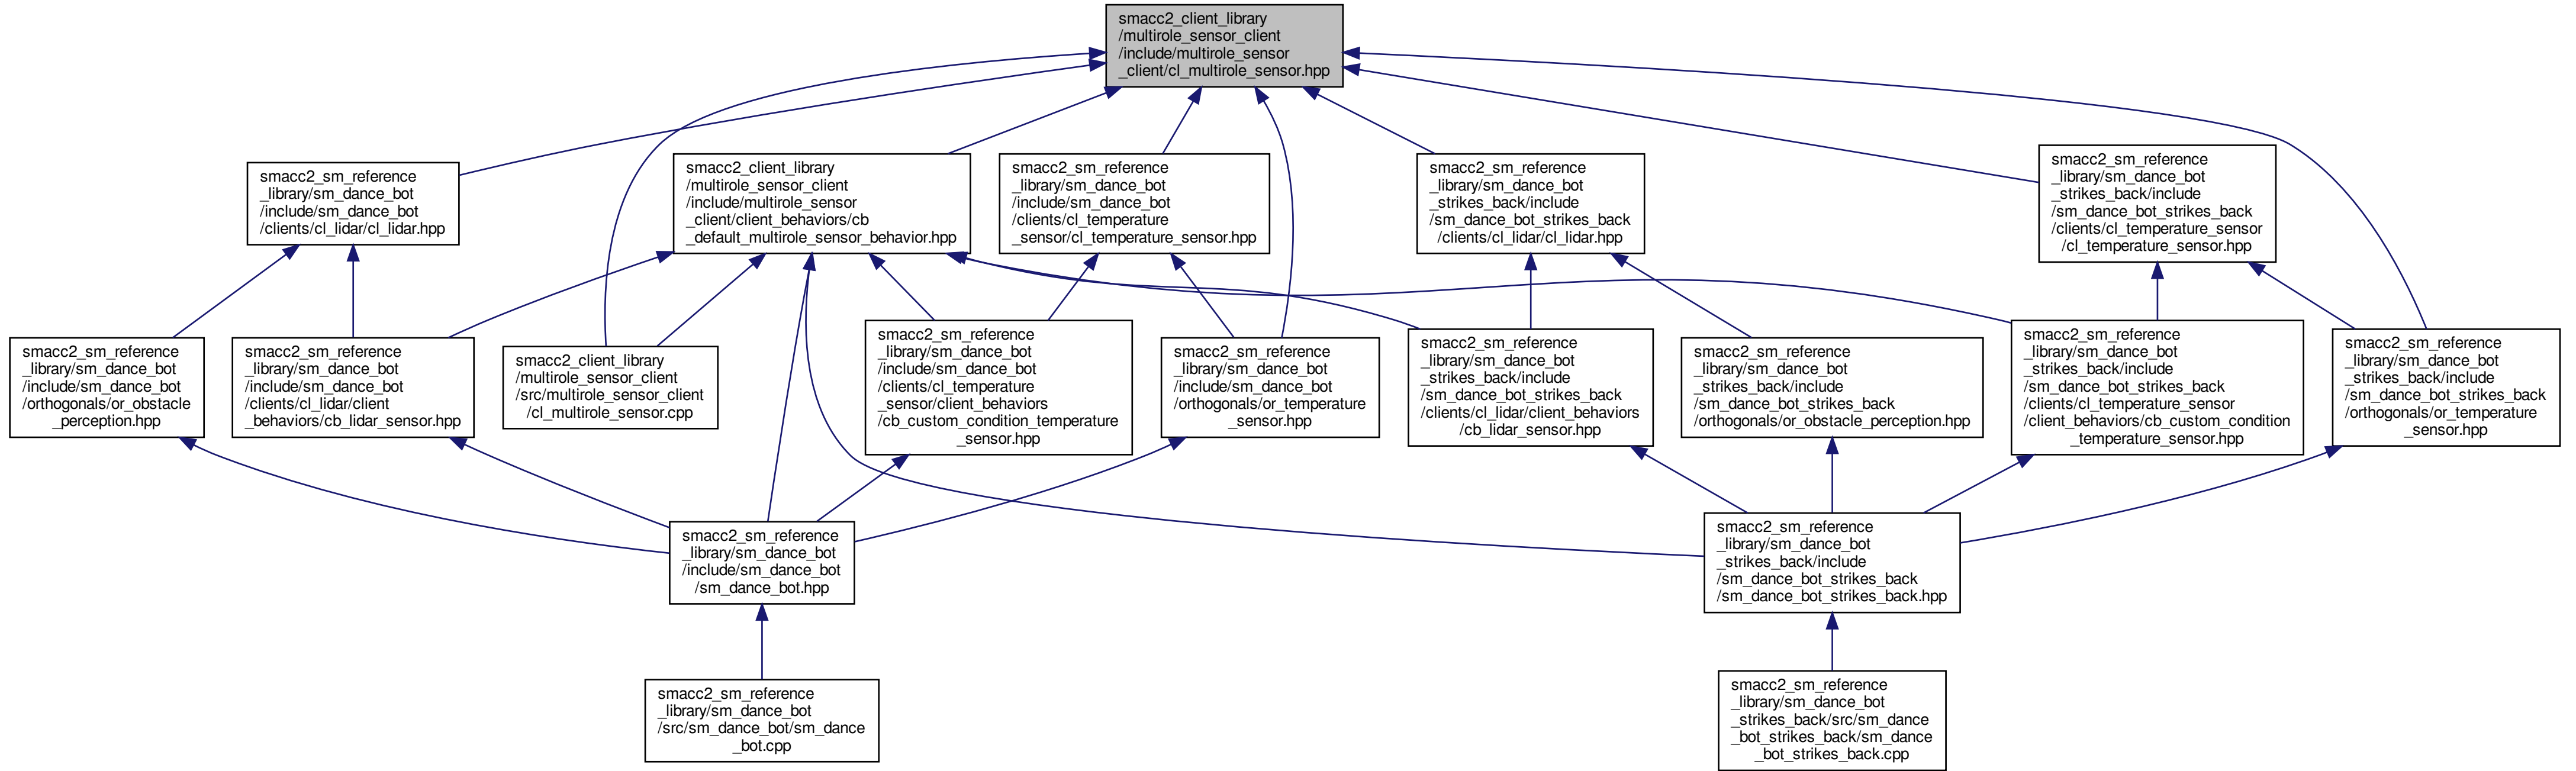 smacc2_client_library
/multirole_sensor_client
/include/multirole_sensor
_client/cl_multirole_sensor.hpp
smacc2_sm_reference
_library/sm_dance_bot
/include/sm_dance_bot
/clients/cl_lidar/cl_lidar.hpp
smacc2_client_library
/multirole_sensor_client
/include/multirole_sensor
_client/client_behaviors/cb
_default_multirole_sensor_behavior.hpp
smacc2_sm_reference
_library/sm_dance_bot
/include/sm_dance_bot
/clients/cl_temperature
_sensor/cl_temperature_sensor.hpp
smacc2_sm_reference
_library/sm_dance_bot
_strikes_back/include
/sm_dance_bot_strikes_back
/clients/cl_lidar/cl_lidar.hpp
smacc2_sm_reference
_library/sm_dance_bot
_strikes_back/include
/sm_dance_bot_strikes_back
/clients/cl_temperature_sensor
/cl_temperature_sensor.hpp
smacc2_sm_reference
_library/sm_dance_bot
/include/sm_dance_bot
/orthogonals/or_obstacle
_perception.hpp
smacc2_sm_reference
_library/sm_dance_bot
/include/sm_dance_bot
/clients/cl_lidar/client
_behaviors/cb_lidar_sensor.hpp
smacc2_client_library
/multirole_sensor_client
/src/multirole_sensor_client
/cl_multirole_sensor.cpp
smacc2_sm_reference
_library/sm_dance_bot
/include/sm_dance_bot
/clients/cl_temperature
_sensor/client_behaviors
/cb_custom_condition_temperature
_sensor.hpp
smacc2_sm_reference
_library/sm_dance_bot
/include/sm_dance_bot
/orthogonals/or_temperature
_sensor.hpp
smacc2_sm_reference
_library/sm_dance_bot
_strikes_back/include
/sm_dance_bot_strikes_back
/clients/cl_lidar/client_behaviors
/cb_lidar_sensor.hpp
smacc2_sm_reference
_library/sm_dance_bot
_strikes_back/include
/sm_dance_bot_strikes_back
/orthogonals/or_obstacle_perception.hpp
smacc2_sm_reference
_library/sm_dance_bot
_strikes_back/include
/sm_dance_bot_strikes_back
/clients/cl_temperature_sensor
/client_behaviors/cb_custom_condition
_temperature_sensor.hpp
smacc2_sm_reference
_library/sm_dance_bot
_strikes_back/include
/sm_dance_bot_strikes_back
/orthogonals/or_temperature
_sensor.hpp
smacc2_sm_reference
_library/sm_dance_bot
/include/sm_dance_bot
/sm_dance_bot.hpp
smacc2_sm_reference
_library/sm_dance_bot
_strikes_back/include
/sm_dance_bot_strikes_back
/sm_dance_bot_strikes_back.hpp
smacc2_sm_reference
_library/sm_dance_bot
/src/sm_dance_bot/sm_dance
_bot.cpp
smacc2_sm_reference
_library/sm_dance_bot
_strikes_back/src/sm_dance
_bot_strikes_back/sm_dance
_bot_strikes_back.cpp